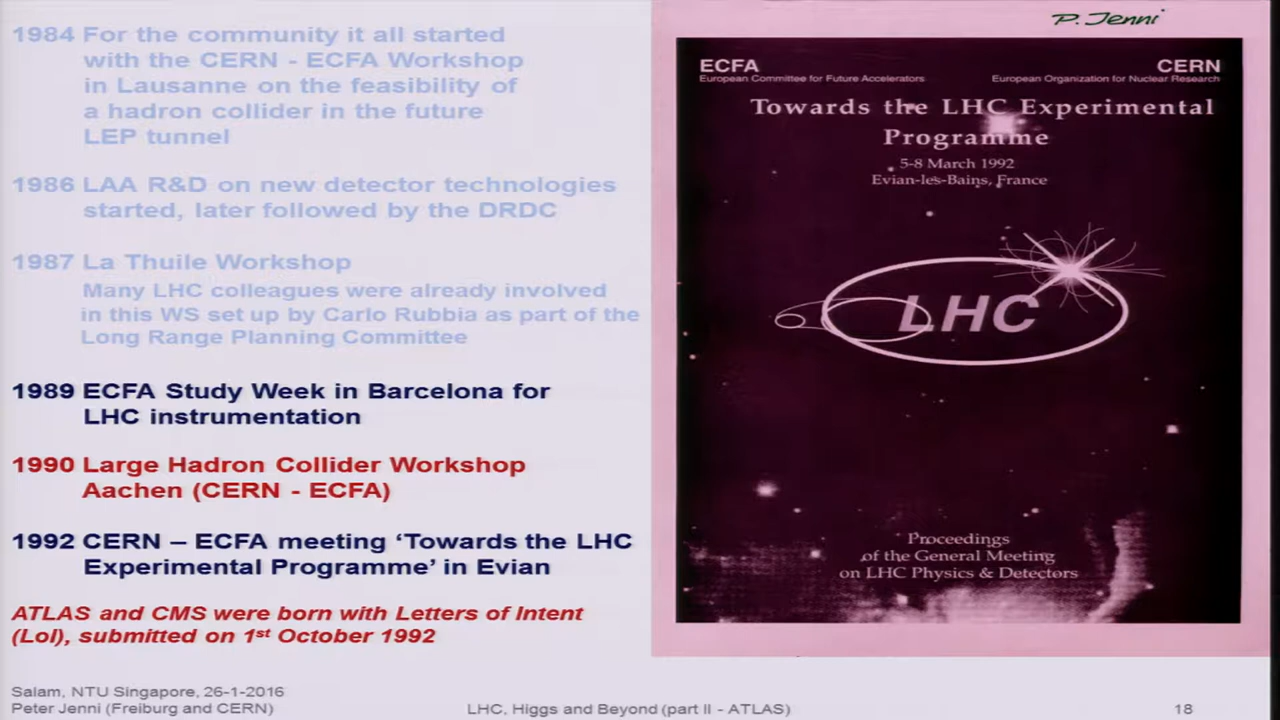 1984 For the community it all started
with the CERN - ECFA Workshop
in Lausanne on the feasibility of
a hadron collider in the future
LEP tunnel
1986 LAA R&D on new detector technologies
started, later followed by the DRDC
1987 La Thuile Workshop
Many LHC colleagues were already involved
in this WS set up by Carlo Rubbia as part of the
Long Range Planning Committee
1989 ECFA Study Week in Barcelona for
LHC instrumentation
1990 Large Hadron Collider Workshop
Aachen (CERN - ECFA)
1992 CERN – ECFA meeting ‘Towards the LHC
Experimental Programme’ in Evian
ATLAS and CMS were born with Letters of Intent
(LoI), submitted on 1st October 1992
P. Jenni
ECFA
European Committee for Future Accelerators
CERN
European Organization for Nuclear Research
Towards the LHC Experimental
Programme
5-8 March 1992
Evian-les-Bains, France
LHC
Proceedings
of the General Meeting
on LHC Physics & Detectors
Salam, NTU Singapore, 26-1-2016
Peter Jenni (Freiburg and CERN)
LHC, Higgs and Beyond (part II - ATLAS)
18